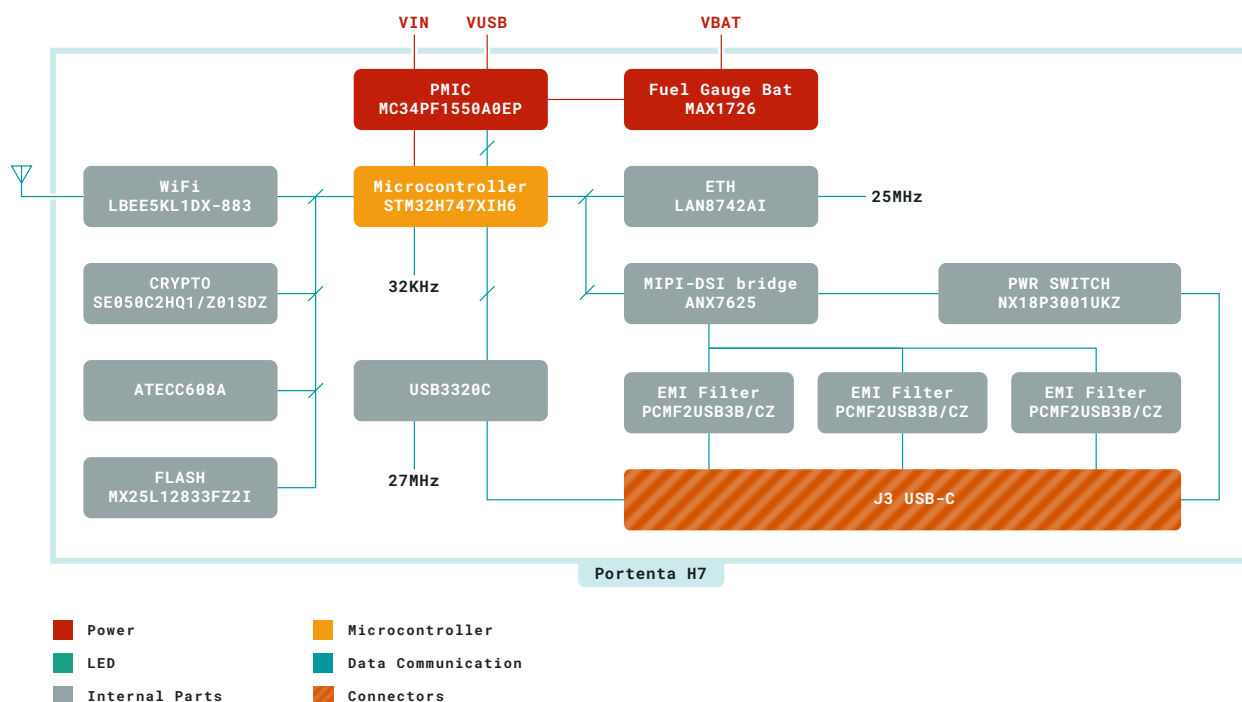 VIN VUSB VBAT
PMIC
MC34PF1550A0EP
Fuel Gauge Bat
MAX1726
WiFi
LBEE5KL1DX-883
Microcontroller
STM32H747XIH6
ETH
LAN8742AI
25MHz
CRYPTO
SE050C2HQ1/Z01SDZ
32KHz
MIPI-DSI bridge
ANX7625
PWR SWITCH
NX18P3001UKZ
ATECC608A
USB3320C
EMI Filter
PCMF2USB3B/CZ
EMI Filter
PCMF2USB3B/CZ
EMI Filter
PCMF2USB3B/CZ
FLASH
MX25L12833FZ2I
27MHz
J3 USB-C
Portenta H7
Power
Microcontroller
LED
Data Communication
Internal Parts
Connectors